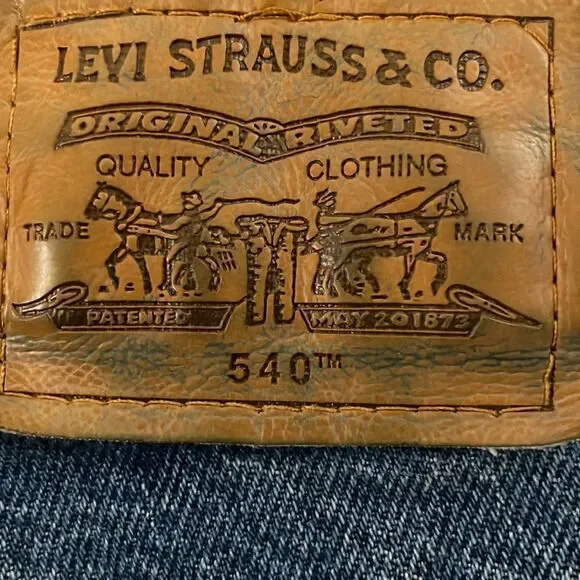 LEVI STRAUSS & CO.
ORIGINAL RIVETED
QUALITY CLOTHING
TRADE MARK
PATENTED MAY 20 1873
540™